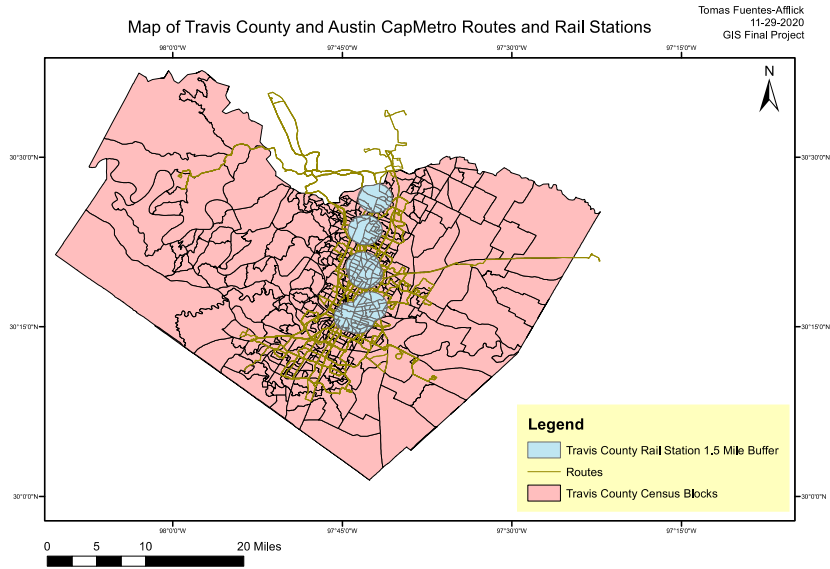 Tomas Fuentes-Afflick
11-29-2020
GIS Final Project
Map of Travis County and Austin CapMetro Routes and Rail Stations
98°0'0"W 97°45'0"W 97°30'0"W 97°15'0"W
N
30°30'0"N 30°30'0"N
30°15'0"N 30°15'0"N
Legend
Travis County Rail Station 1.5 Mile Buffer
Routes
Travis County Census Blocks
30°0'0"N 30°0'0"N
98°0'0"W 97°45'0"W 97°30'0"W 97°15'0"W
0 5 10 20 Miles